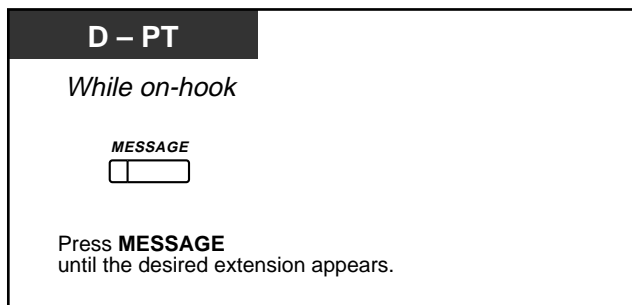 D – PT
While on-hook
MESSAGE
Press MESSAGE
until the desired extension appears.